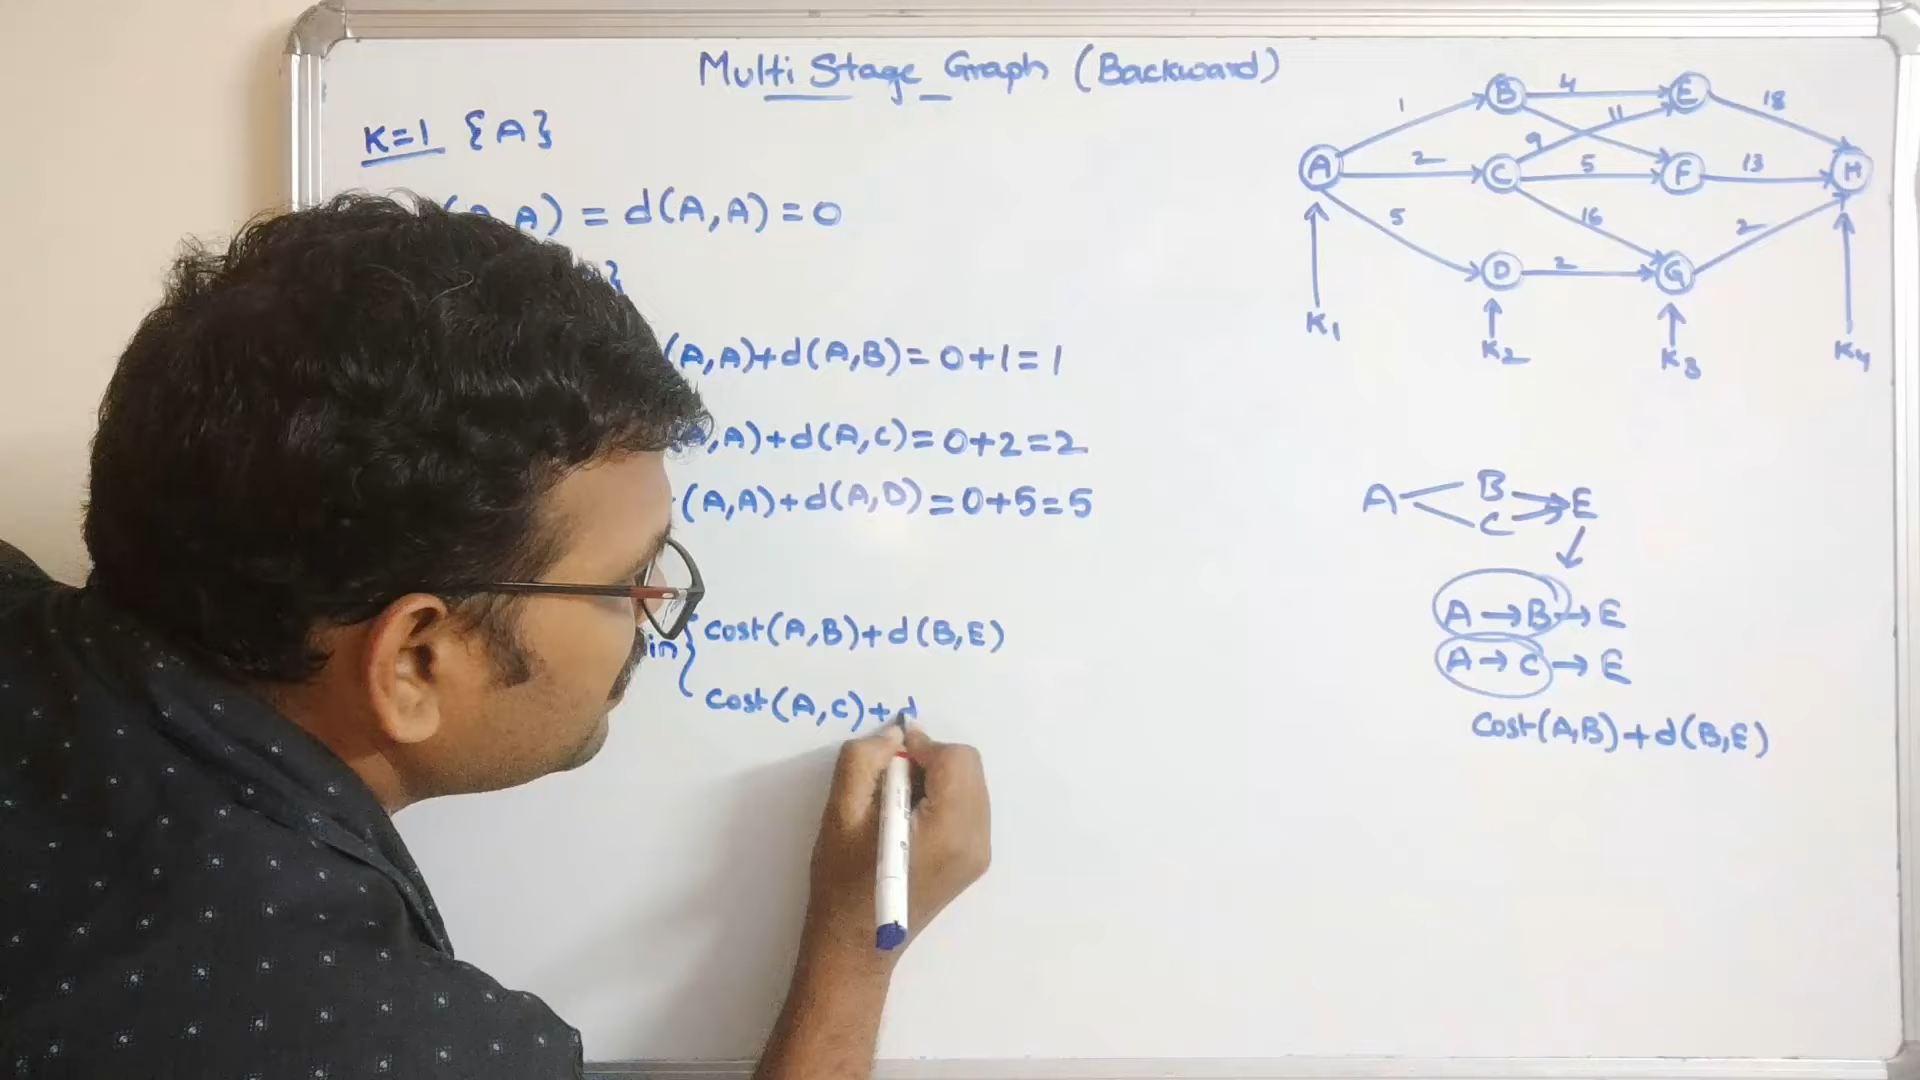 Multi Stage Graph (Backward)
K=1 {A}
A) = d(A,A) = 0
}
(A,A)+d(A,B)= 0+1=1
(A,A)+d(A,C)= 0+2=2
(A,A)+d(A,D)=0+5=5
in { cost(A,B)+d(B,E)
cost(A,C)+d
1 B 4 E 18
11
9
A 2 C 5 F 13 H
5 16 2
D 2 G
K1 K2 K3 K4
A B E
C
A→B→E
A→C→E
cost(A,B)+d(B,E)